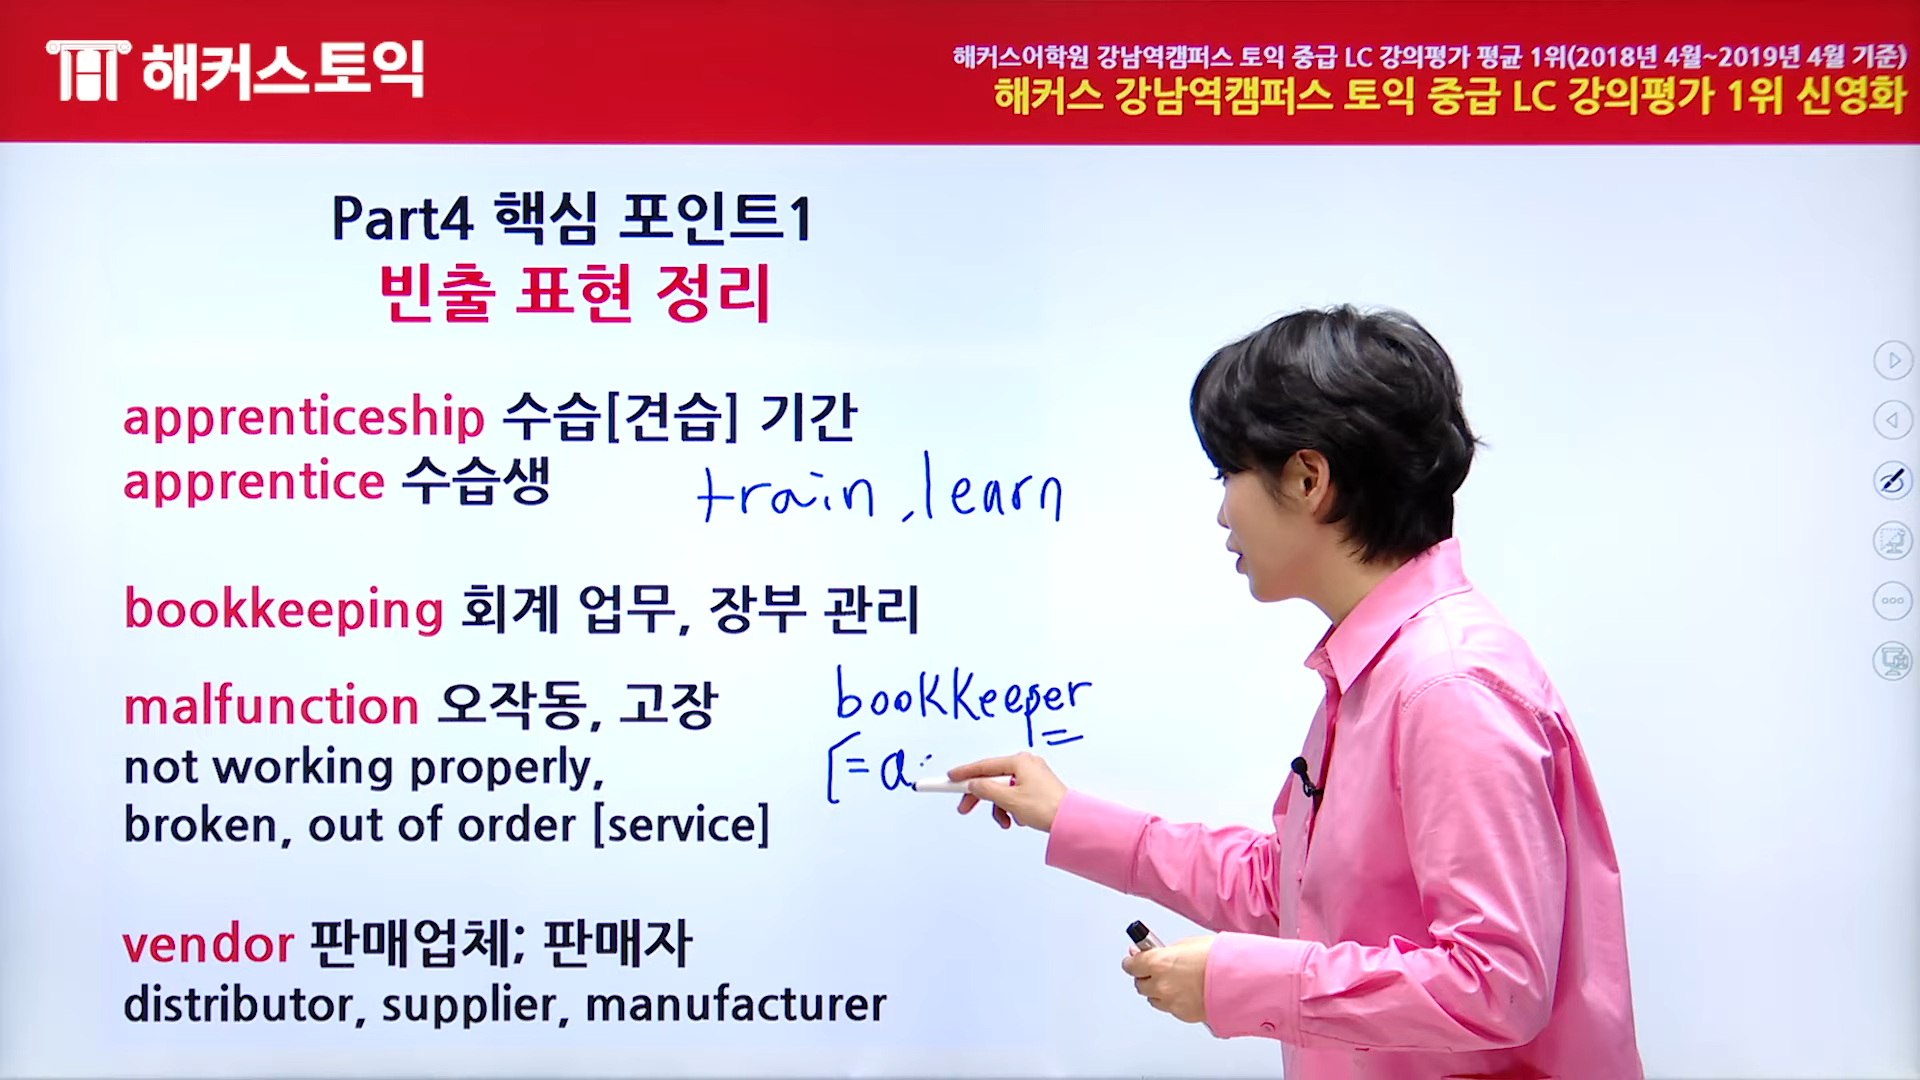 해커스토익
해커스어학원 강남역캠퍼스 토익 중급 LC 강의평가 평균 1위(2018년 4월~2019년 4월 기준)
해커스 강남역캠퍼스 토익 중급 LC 강의평가 1위 신영화
Part4 핵심 포인트1
빈출 표현 정리
apprenticeship 수습[견습] 기간
apprentice 수습생
train, learn
bookkeeping 회계 업무, 장부 관리
malfunction 오작동, 고장
bookkeeper
[= a
not working properly,
broken, out of order [service]
vendor 판매업체; 판매자
distributor, supplier, manufacturer